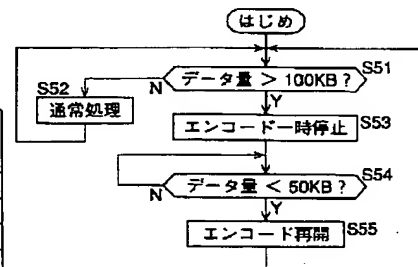 はじめ
データ量 > 100KB ?
S51
N
Y
S52
通常処理
エンコード一時停止
S53
データ量 < 50KB ?
S54
N
Y
エンコード再開
S55